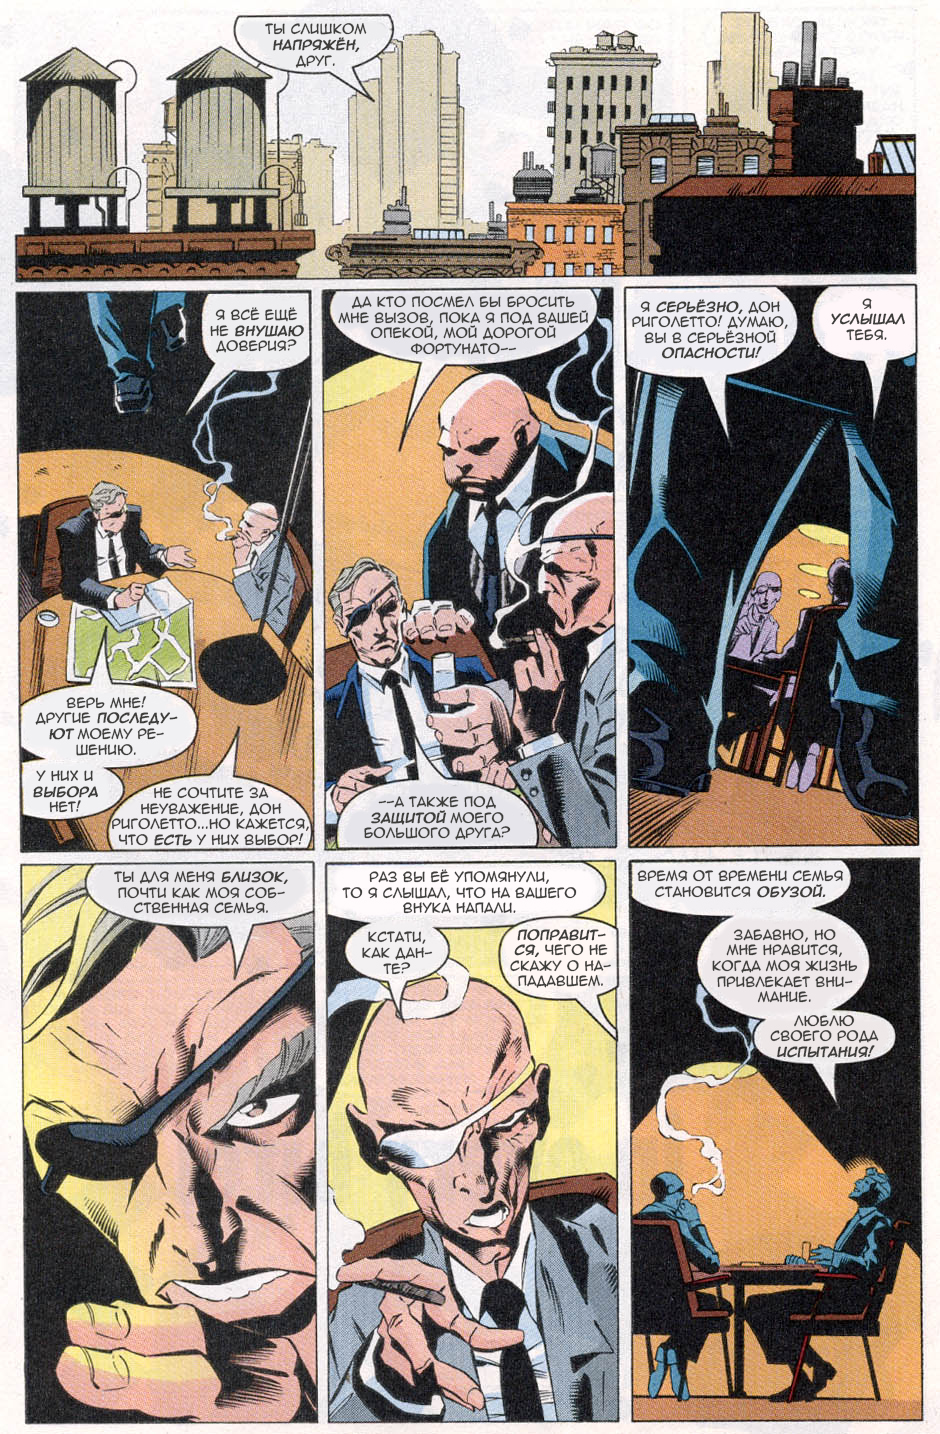 ТЫ СЛИШКОМ
НАПРЯЖЁН,
ДРУГ.
Я ВСЁ ЕЩЁ
НЕ ВНУШАЮ
ДОВЕРИЯ?
ВЕРЬ МНЕ!
ДРУГИЕ ПОСЛЕДУ-
ЮТ МОЕМУ РЕ-
ШЕНИЮ.
У НИХ И
ВЫБОРА
НЕТ!
НЕ СОЧТИТЕ ЗА
НЕУВАЖЕНИЕ, ДОН
РИГОЛЕТТО...НО КАЖЕТСЯ,
ЧТО ЕСТЬ У НИХ ВЫБОР!
ДА КТО ПОСМЕЛ БЫ БРОСИТЬ
МНЕ ВЫЗОВ, ПОКА Я ПОД ВАШЕЙ
ОПЕКОЙ, МОЙ ДОРОГОЙ
ФОРТУНАТО--
--А ТАКЖЕ ПОД
ЗАЩИТОЙ МОЕГО
БОЛЬШОГО ДРУГА?
Я СЕРЬЁЗНО, ДОН
РИГОЛЕТТО! ДУМАЮ,
ВЫ В СЕРЬЁЗНОЙ
ОПАСНОСТИ!
Я
УСЛЫШАЛ
ТЕБЯ.
ТЫ ДЛЯ МЕНЯ БЛИЗОК,
ПОЧТИ КАК МОЯ СОБ-
СТВЕННАЯ СЕМЬЯ.
РАЗ ВЫ ЕЁ УПОМЯНУЛИ,
ТО Я СЛЫШАЛ, ЧТО НА ВАШЕГО
ВНУКА НАПАЛИ.
КСТАТИ,
КАК ДАН-
ТЕ?
ПОПРАВИТ-
СЯ, ЧЕГО НЕ
СКАЖУ О НА-
ПАДАВШЕМ.
ВРЕМЯ ОТ ВРЕМЕНИ СЕМЬЯ
СТАНОВИТСЯ ОБУЗОЙ.
ЗАБАВНО, НО
МНЕ НРАВИТСЯ,
КОГДА МОЯ ЖИЗНЬ
ПРИВЛЕКАЕТ ВНИ-
МАНИЕ.
ЛЮБЛЮ
СВОЕГО РОДА
ИСПЫТАНИЯ!